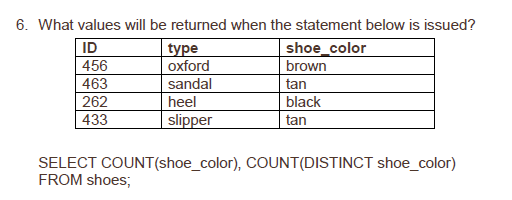 6. What values will be returned when the statement below is issued?
ID type shoe_color
456 oxford brown
463 sandal tan
262 heel black
433 slipper tan
SELECT COUNT(shoe_color), COUNT(DISTINCT shoe_color)
FROM shoes;